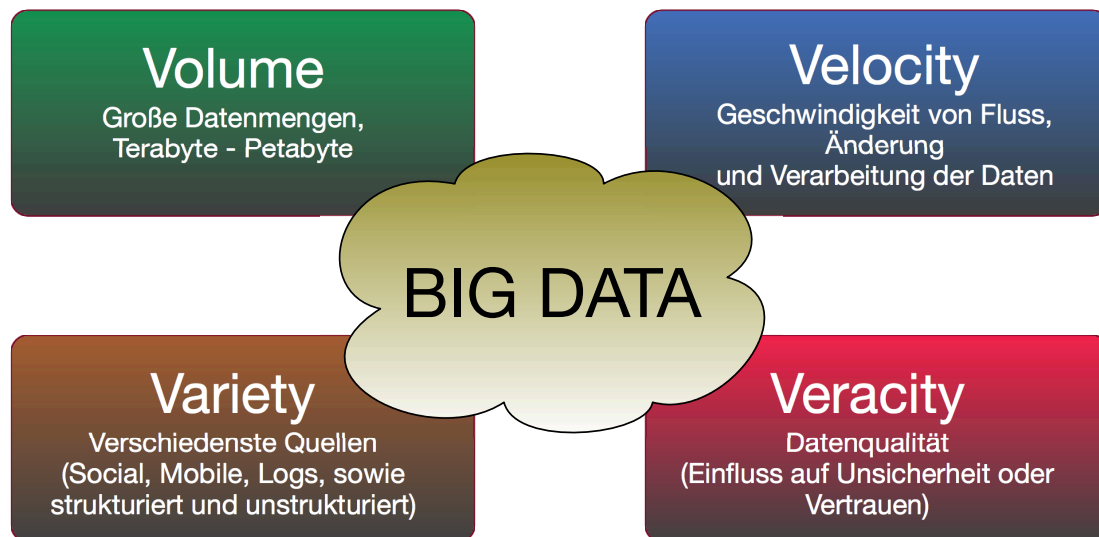 Volume
Große Datenmengen,
Terabyte - Petabyte
Velocity
Geschwindigkeit von Fluss,
Änderung
und Verarbeitung der Daten
BIG DATA
Variety
Verschiedenste Quellen
(Social, Mobile, Logs, sowie
strukturiert und unstrukturiert)
Veracity
Datenqualität
(Einfluss auf Unsicherheit oder
Vertrauen)